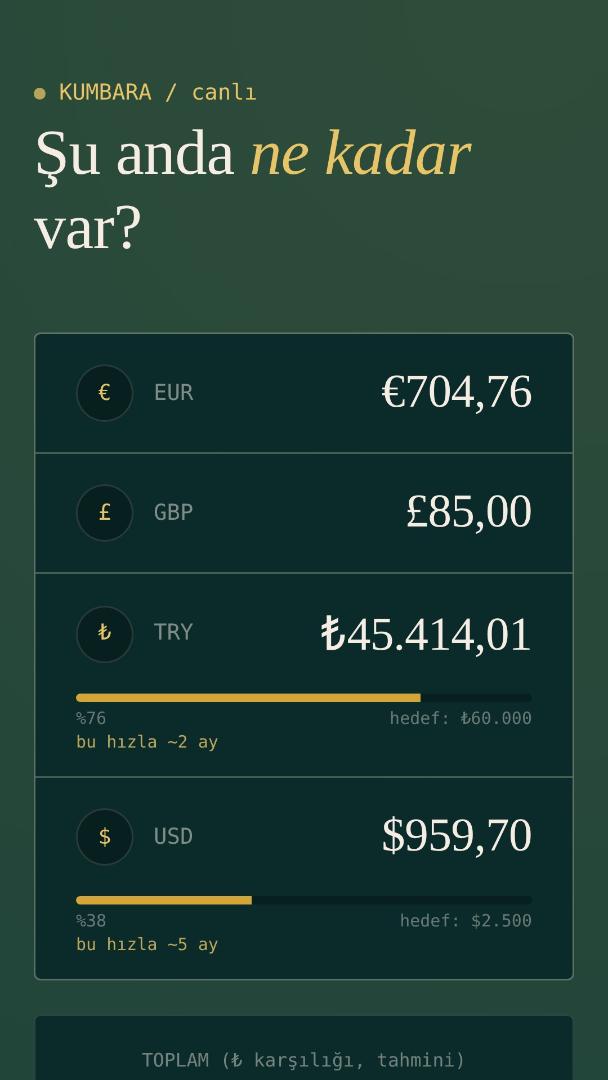 KUMBARA / canlı
Şu anda ne kadar
var?
€ EUR €704,76
£ GBP £85,00
₺ TRY ₺45.414,01
%76 hedef: ₺60.000
bu hızla ~2 ay
$ USD $959,70
%38 hedef: $2.500
bu hızla ~5 ay
TOPLAM (₺ karşılığı, tahmini)